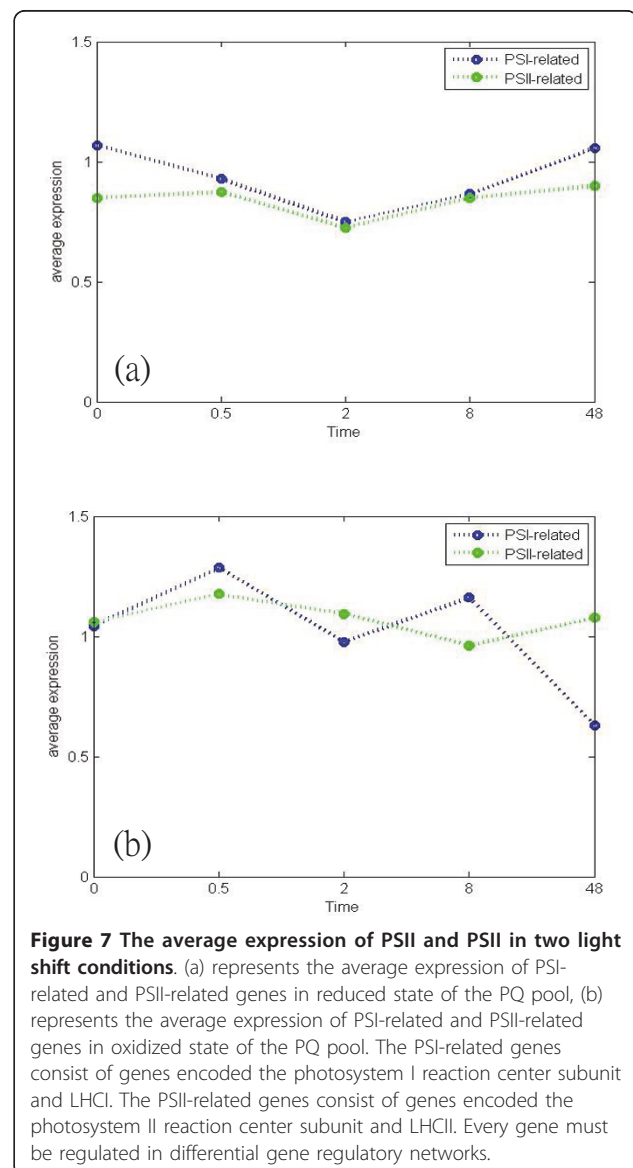 1.5
PSI-related
PSII-related
1
average expression
0.5
(a)
0
0 0.5 2 8 48
Time
1.5
PSI-related
PSII-related
1
average expression
0.5
(b)
0
0 0.5 2 8 48
Time
Figure 7 The average expression of PSII and PSII in two light
shift conditions. (a) represents the average expression of PSI-
related and PSII-related genes in reduced state of the PQ pool, (b)
represents the average expression of PSI-related and PSII-related
genes in oxidized state of the PQ pool. The PSI-related genes
consist of genes encoded the photosystem I reaction center subunit
and LHCI. The PSII-related genes consist of genes encoded the
photosystem II reaction center subunit and LHCII. Every gene must
be regulated in differential gene regulatory networks.